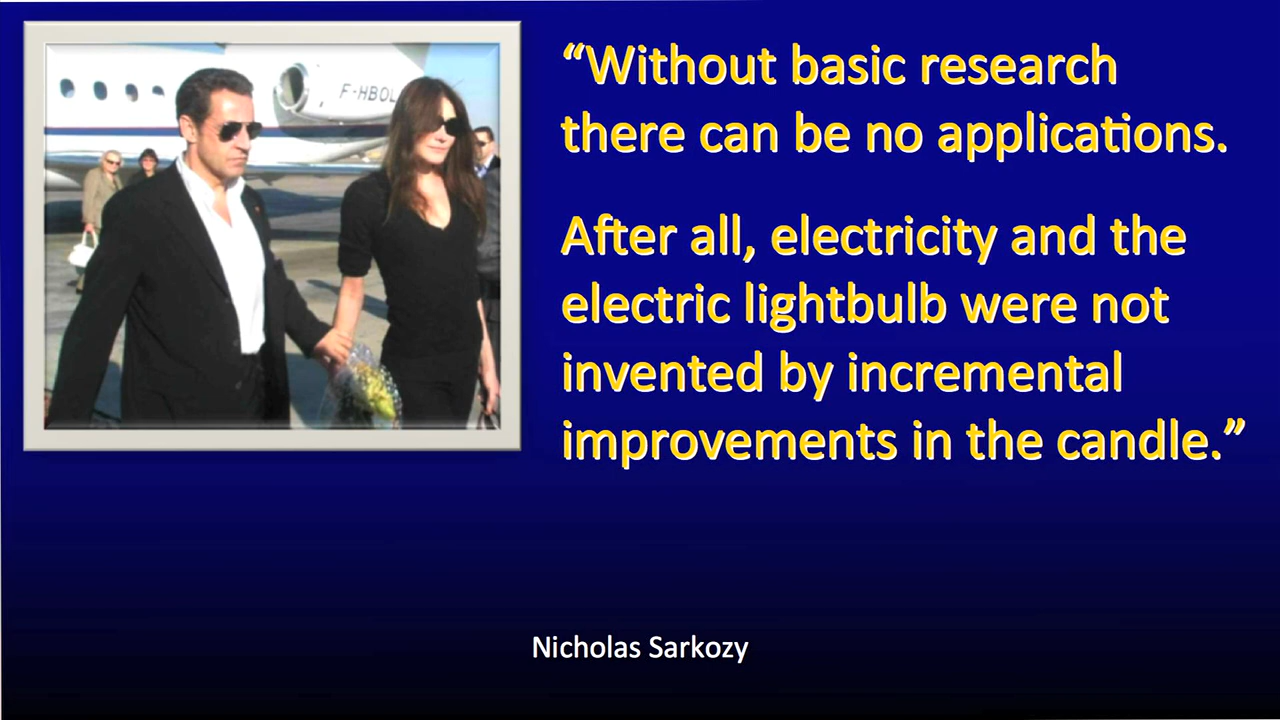 F-HBOL
“Without basic research
there can be no applications.
After all, electricity and the
electric lightbulb were not
invented by incremental
improvements in the candle.”
Nicholas Sarkozy